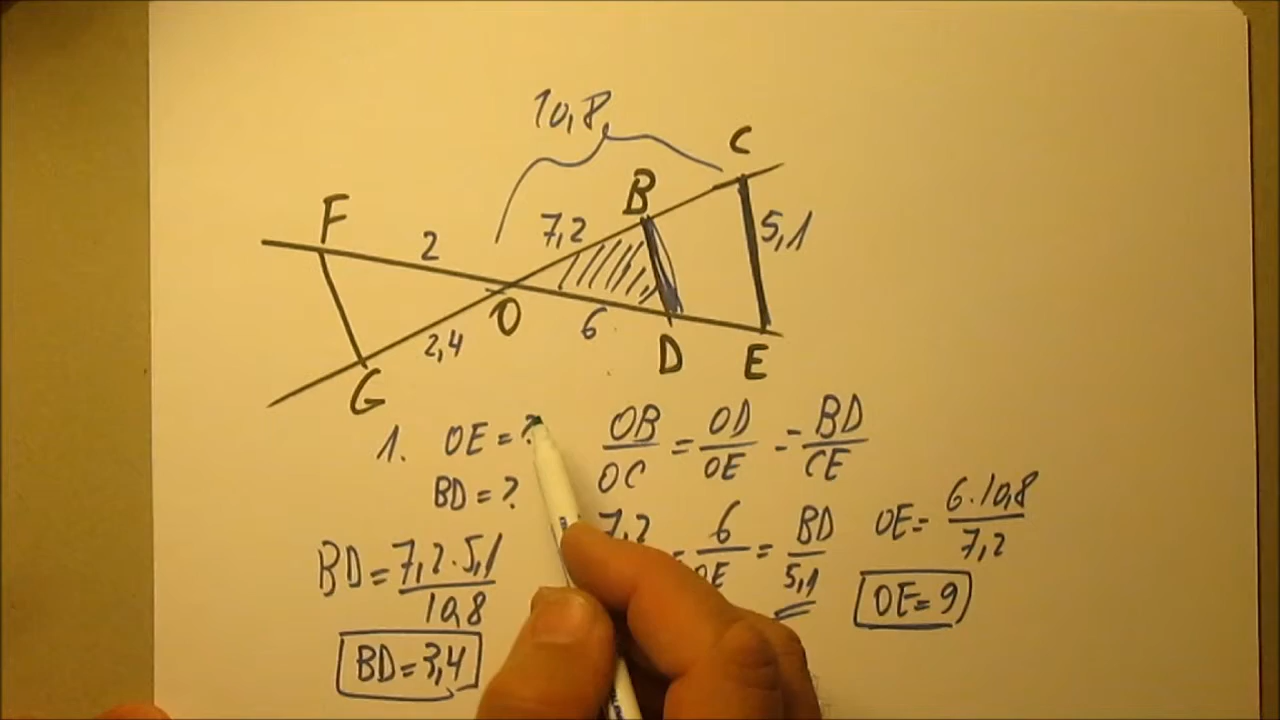 10,8
C
B
F
7,2
5,1
2
O
6
2,4
D
E
G
1. OE = ?
BD = ?
OB/OC = OD/OE = BD/CE
7,2 = 6/OE = BD/5,1
OE = 6·10,8/7,2
OE = 9
BD = 7,2·5,1/10,8
BD = 3,4